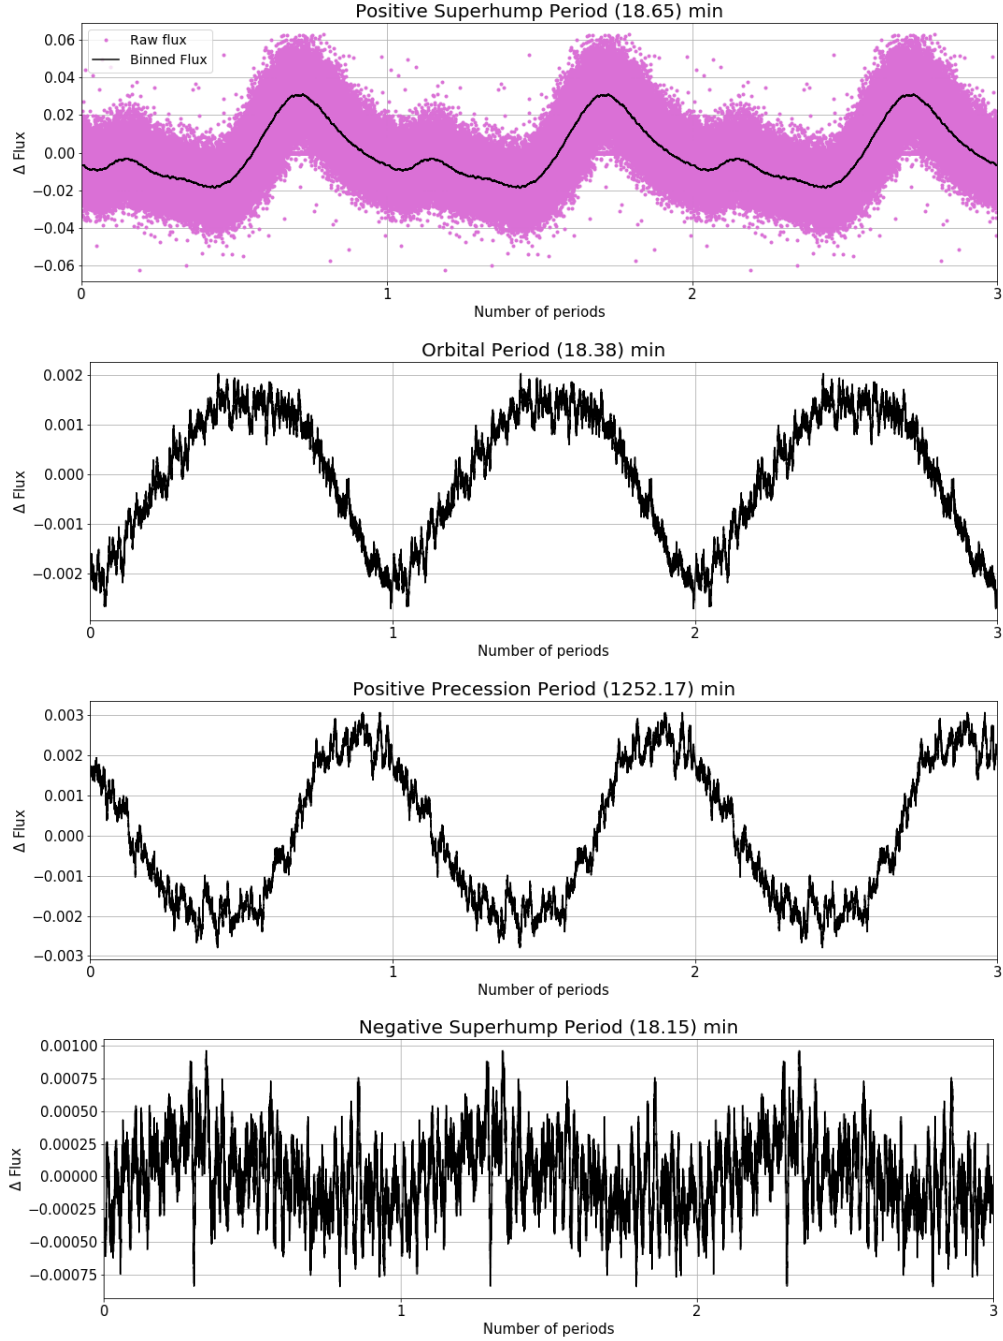 Positive Superhump Period (18.65) min
Raw flux
Binned Flux
0.06
0.04
0.02
0.00
−0.02
−0.04
−0.06
Δ Flux
0 1 2 3
Number of periods
Orbital Period (18.38) min
0.002
0.001
0.000
−0.001
−0.002
Δ Flux
0 1 2 3
Number of periods
Positive Precession Period (1252.17) min
0.003
0.002
0.001
0.000
−0.001
−0.002
−0.003
Δ Flux
0 1 2 3
Number of periods
Negative Superhump Period (18.15) min
0.00100
0.00075
0.00050
0.00025
0.00000
−0.00025
−0.00050
−0.00075
Δ Flux
0 1 2 3
Number of periods